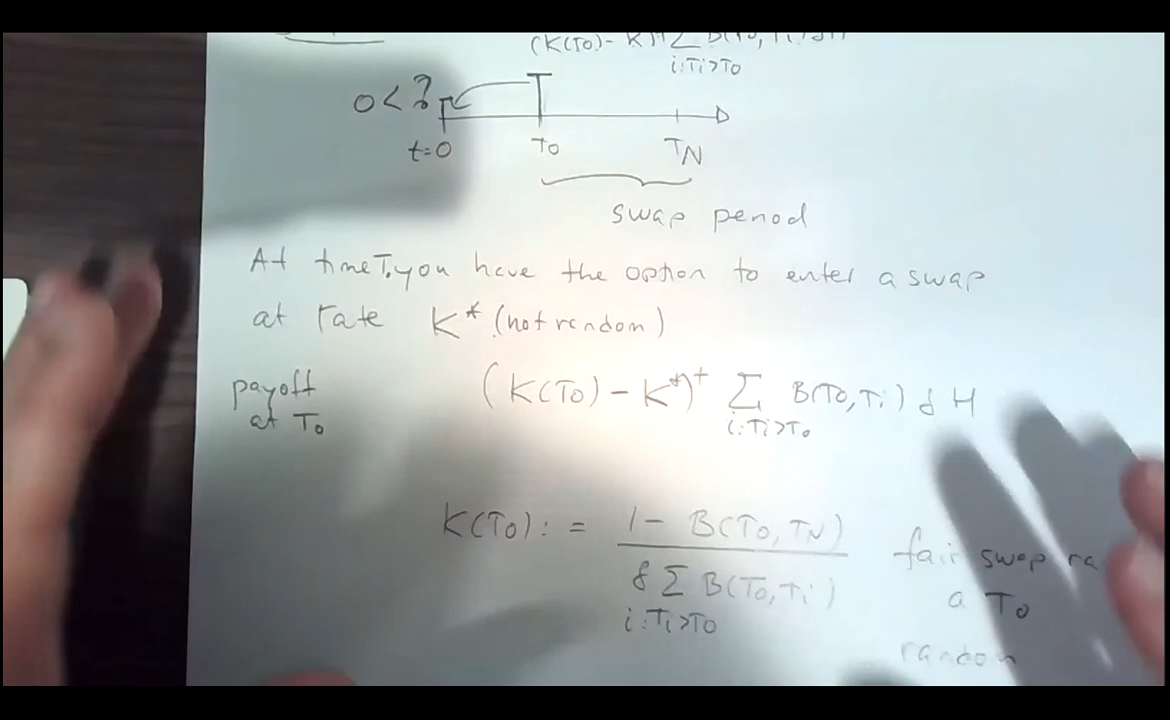 (K(T0) - K)+ Σ B(T0, Ti) δH
i:Ti>T0
0<?
t=0 T0 TN
swap period
At time T0 you have the option to enter a swap
at rate K* (not random)
payoff (K(T0) - K*)+ Σ B(T0, Ti) δ H
at T0 i:Ti>T0
K(T0) := 1 - B(T0, TN) fair swap ra
δ Σ B(T0, Ti) a T0
i:Ti>T0
random